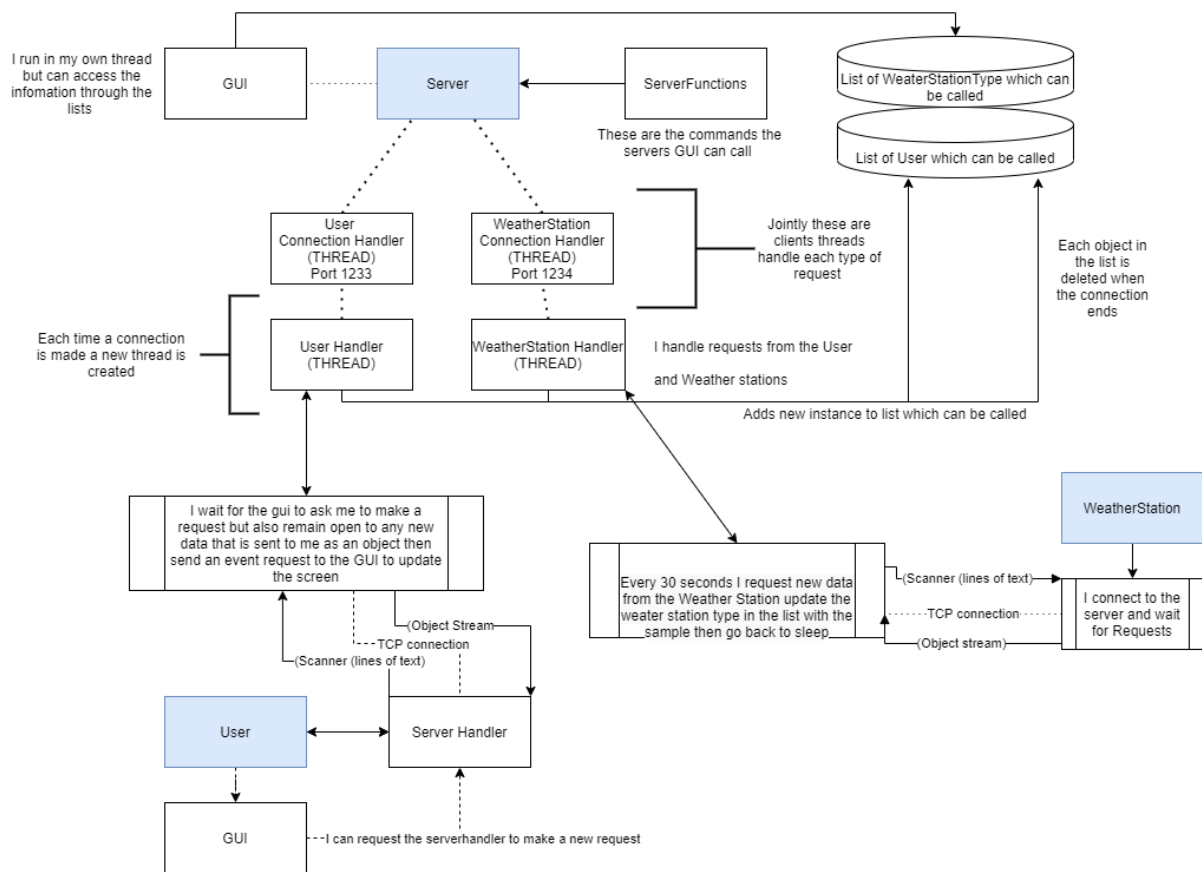 I run in my own thread
but can access the
infomation through the
lists
GUI
Server
ServerFunctions
These are the commands the
servers GUI can call
List of WeaterStationType which can
be called
List of User which can be called
User
Connection Handler
(THREAD)
Port 1233
WeatherStation
Connection Handler
(THREAD)
Port 1234
Jointly these are
clients threads
handle each type of
request
Each object in
the list is
deleted when
the connection
ends
Each time a connection
is made a new thread is
created
User Handler
(THREAD)
WeatherStation Handler
(THREAD)
I handle requests from the User
and Weather stations
Adds new instance to list which can be called
I wait for the gui to ask me to make a
request but also remain open to any new
data that is sent to me as an object then
send an event request to the GUI to update
the screen
Every 30 seconds I request new data
from the Weather Station update the
weater station type in the list with the
sample then go back to sleep
WeatherStation
(Scanner (lines of text)
TCP connection
(Object stream)
I connect to the
server and wait
for Requests
(Object Stream
TCP connection
(Scanner (lines of text)
User
Server Handler
GUI
I can request the serverhandler to make a new request